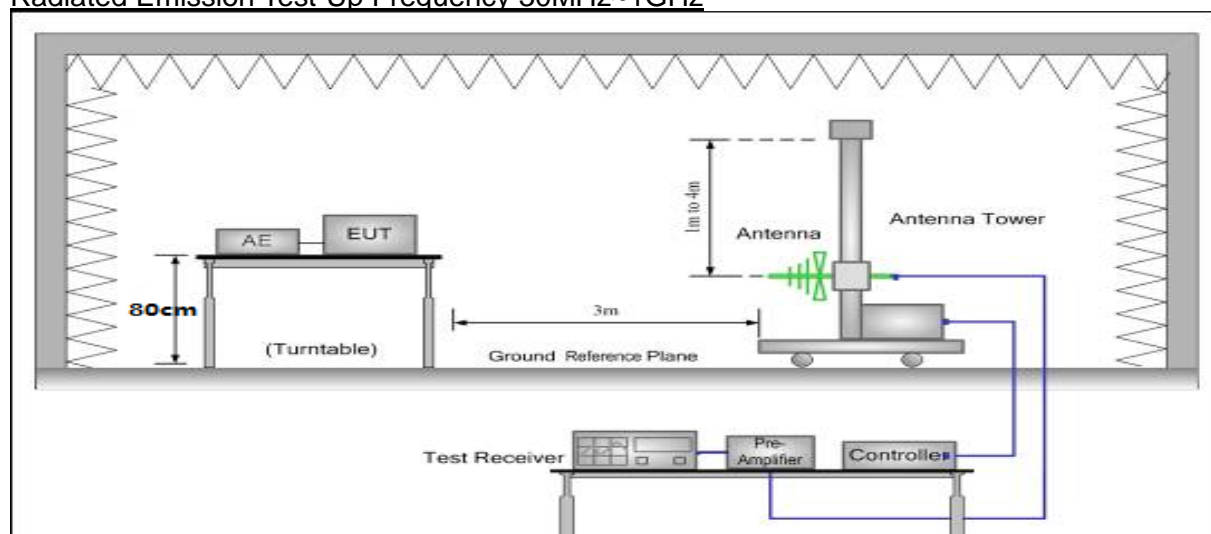 Radiated Emission Test-Up Frequency 30MHz~1GHz
1m to 4m
Antenna Tower
Antenna
AE
EUT
80cm
3m
(Turntable)
Ground Reference Plane
Test Receiver
Pre-
Amplifier
Controller